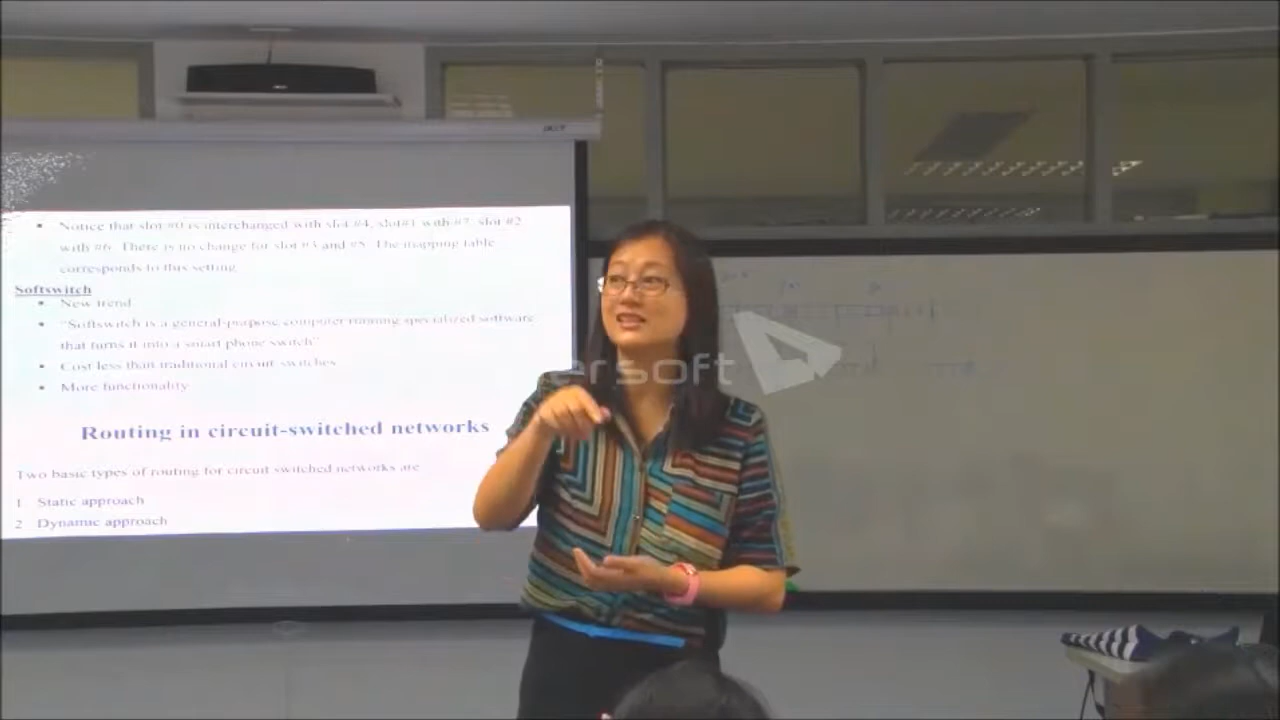 Notice that slot #0 is interchanged with slot #4, slot#1 with #7, slot #2
with #6. There is no change for slot #3 and #5. The mapping table
corresponds to this setting.
Softswitch
New trend
“Softswitch is a general-purpose computer running specialized software
that turns it into a smart phone switch”
Cost less than traditional circuit-switches
More functionality
Routing in circuit-switched networks
Two basic types of routing for circuit switched networks are
1 Static approach
2 Dynamic approach
ersoft